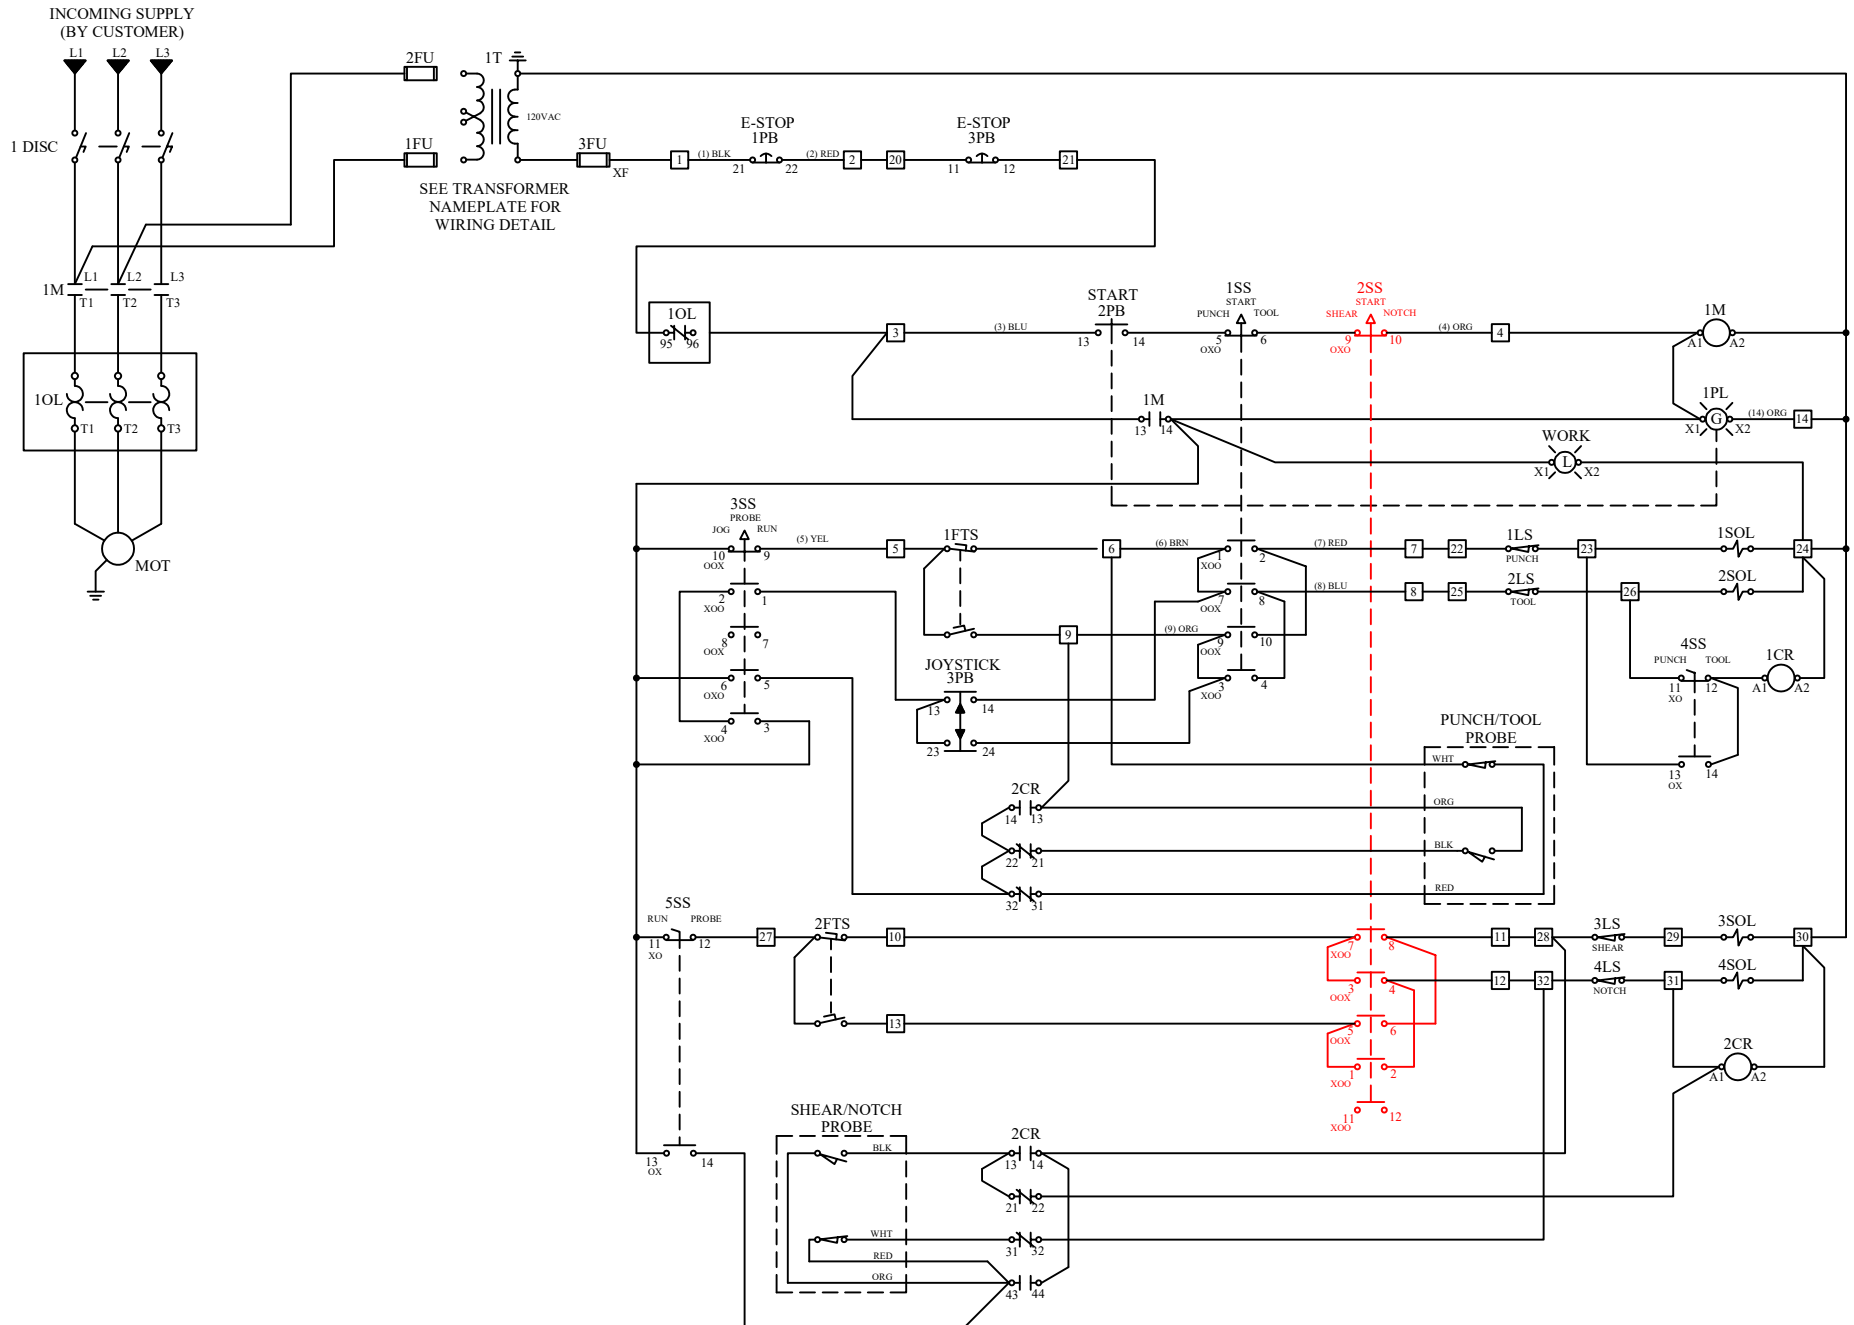 INCOMING SUPPLY
(BY CUSTOMER)
L1 L2 L3
1 DISC
2FU 1T
120VAC
1FU 3FU
XF
SEE TRANSFORMER
NAMEPLATE FOR
WIRING DETAIL
1 (1) BLK
E-STOP
1PB
21 22
(2) RED 2 20
E-STOP
3PB
11 12
21
1M L1 L2 L3
T1 T2 T3
1OL
T1 T2 T3
MOT
1OL
95 96
3 (3) BLU
START
2PB
13 14
1SS
START
PUNCH TOOL
5 6
OXO
2SS
START
SHEAR NOTCH
9 10
OXO
(4) ORG 4
1M
A1 A2
1M
13 14
1PL
G
X1 X2
(14) ORG 14
WORK
L
X1 X2
3SS
PROBE
JOG RUN
10 9
OOX
(5) YEL 5
1FTS
6 (6) BRN
1 2
XOO
(7) RED 7 22
1LS
PUNCH
23
1SOL
24
2 1
XOO
7 8
OOX
(8) BLU 8 25
2LS
TOOL
26
2SOL
8 7
OOX
9 (9) ORG
9 10
OOX
6 5
OXO
JOYSTICK
3PB
13 14
23 24
3 4
XOO
4SS
PUNCH TOOL
11 12
XO
1CR
A1 A2
13 14
OX
4 3
XOO
PUNCH/TOOL
PROBE
WHT
ORG
BLK
RED
2CR
14 13
22 21
32 31
5SS
RUN PROBE
11 12
XO
27
2FTS
10
7 8
XOO
11 28
3LS
SHEAR
29
3SOL
30
3 4
OOX
12 32
4LS
NOTCH
31
4SOL
13
5 6
OOX
1 2
XOO
2CR
A1 A2
11 12
XOO
13 14
OX
SHEAR/NOTCH
PROBE
BLK
WHT
RED
ORG
2CR
13 14
21 22
31 32
43 44